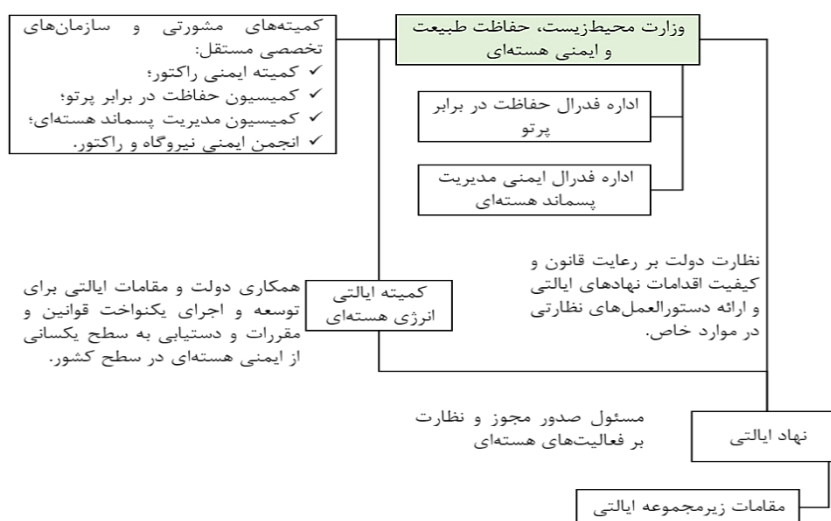 وزارت محیط‌زیست، حفاظت طبیعت
و ایمنی هسته‌ای
کمیته‌های مشورتی و سازمان‌های
تخصصی مستقل:
✓ کمیته ایمنی راکتور؛
✓ کمیسیون حفاظت در برابر پرتو؛
✓ کمیسیون مدیریت پسماند هسته‌ای؛
✓ انجمن ایمنی نیروگاه و راکتور.
اداره فدرال حفاظت در برابر
پرتو
اداره فدرال ایمنی مدیریت
پسماند هسته‌ای
نظارت دولت بر رعایت قانون و
کیفیت اقدامات نهادهای ایالتی
و ارائه دستورالعمل‌های نظارتی
در موارد خاص.
کمیته ایالتی
انرژی هسته‌ای
همکاری دولت و مقامات ایالتی برای
توسعه و اجرای یکنواخت قوانین و
مقررات و دستیابی به سطح یکسانی
از ایمنی هسته‌ای در سطح کشور.
نهاد ایالتی
مسئول صدور مجوز و نظارت
بر فعالیت‌های هسته‌ای
مقامات زیرمجموعه ایالتی